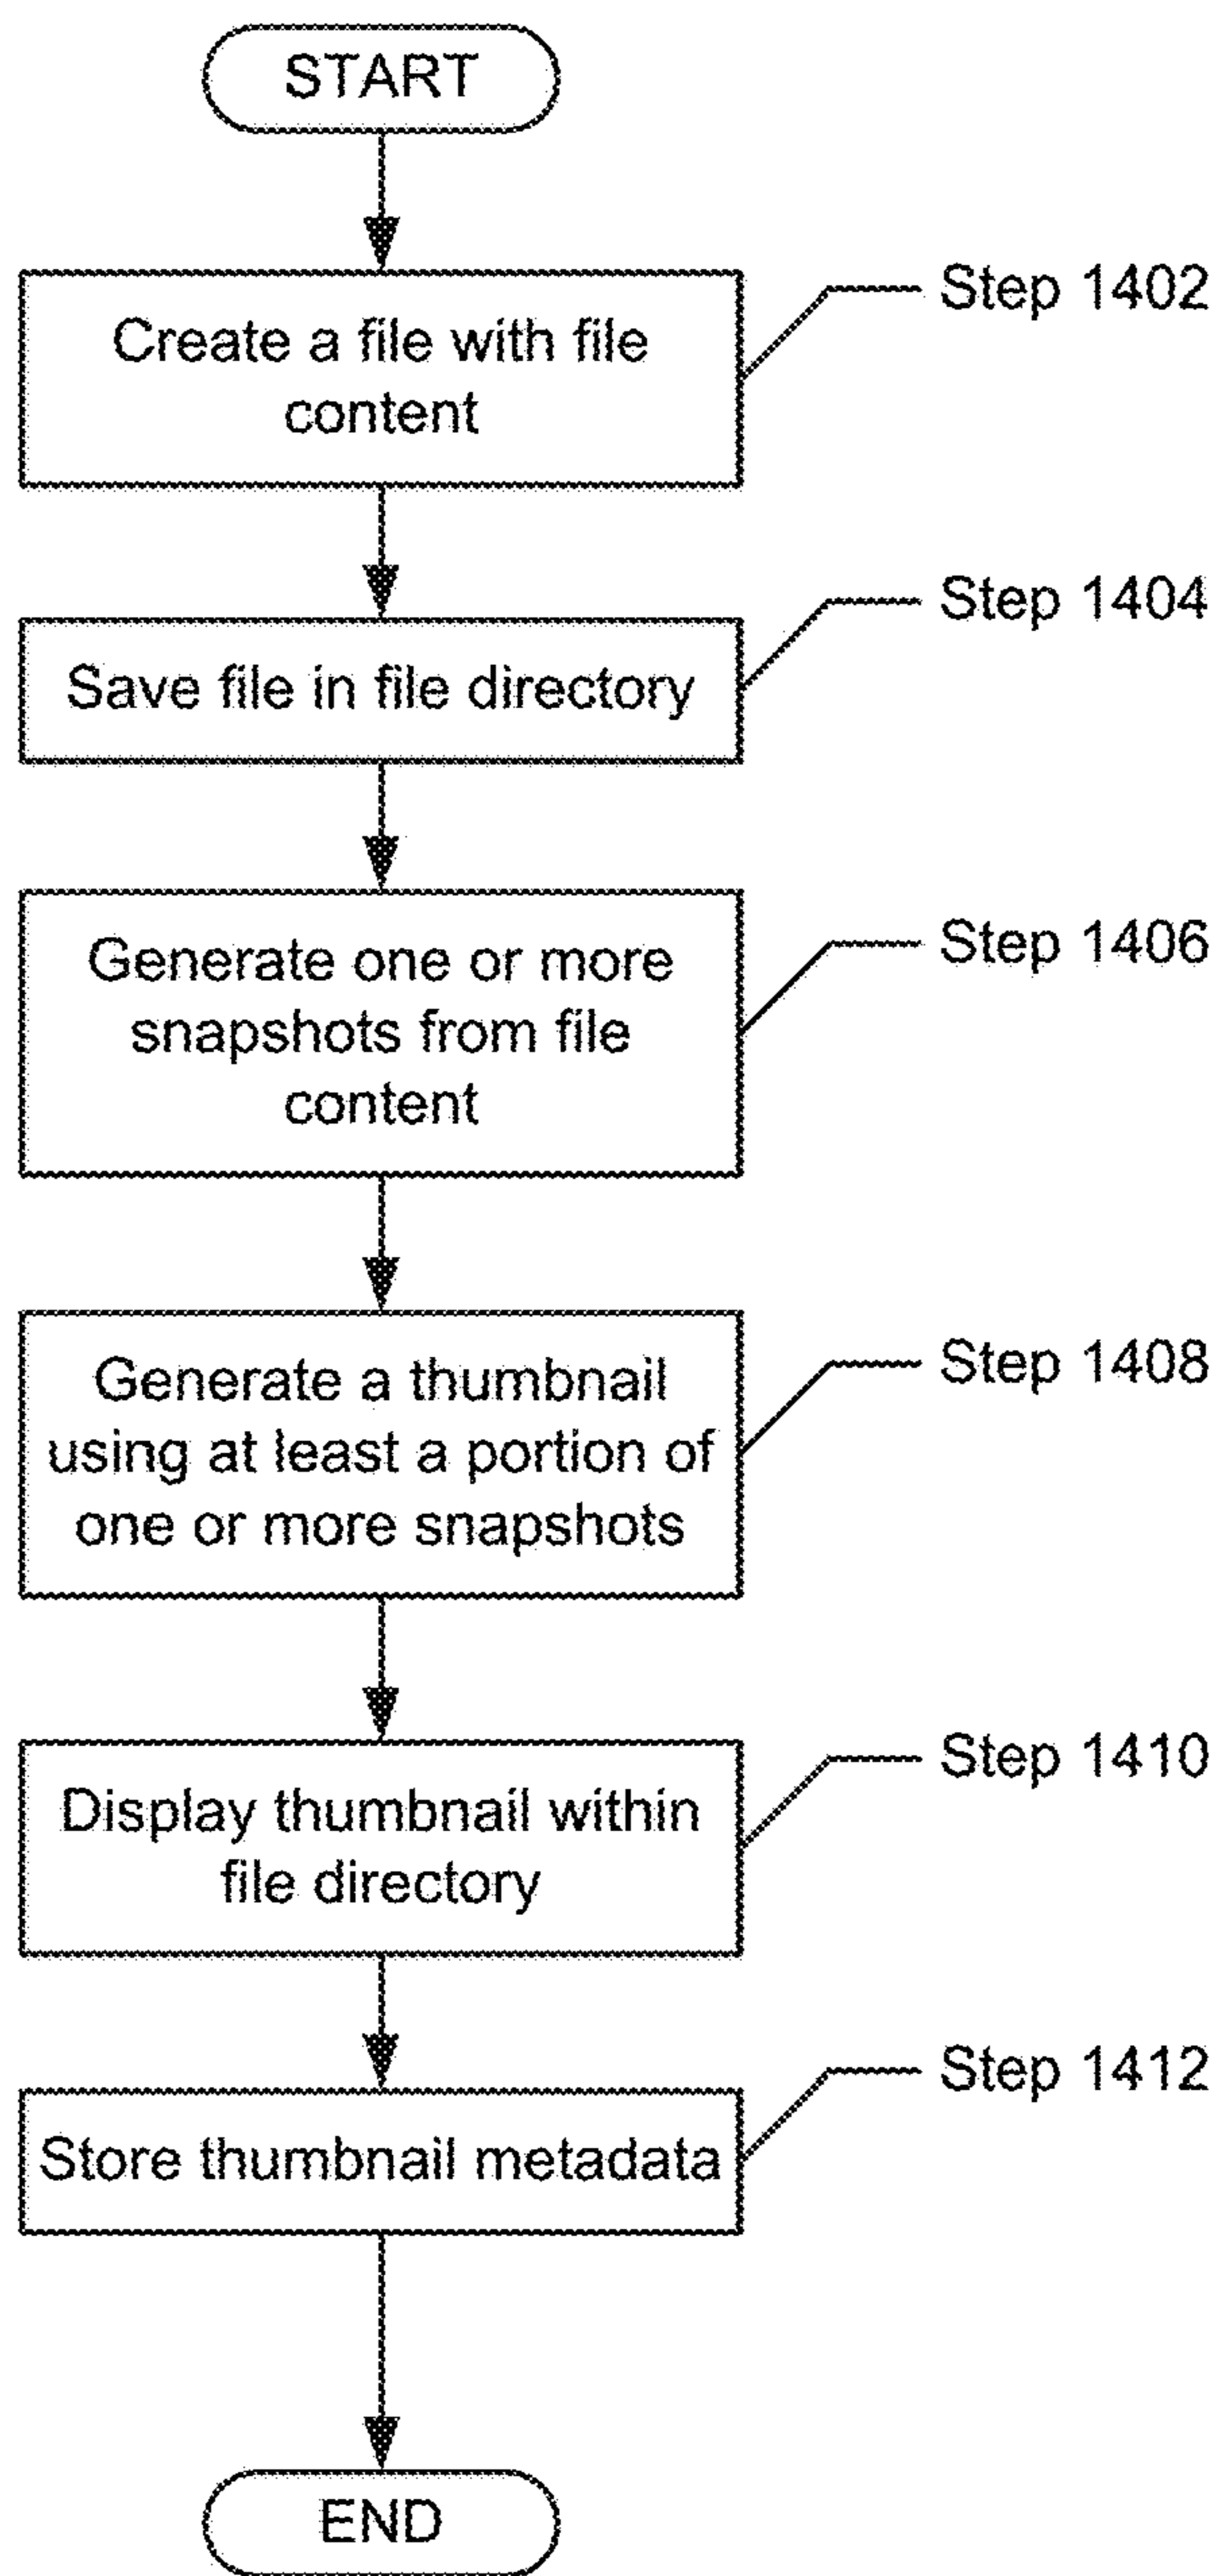 START
Step 1402
Create a file with file
content
Step 1404
Save file in file directory
Step 1406
Generate one or more
snapshots from file
content
Step 1408
Generate a thumbnail
using at least a portion of
one or more snapshots
Step 1410
Display thumbnail within
file directory
Step 1412
Store thumbnail metadata
END